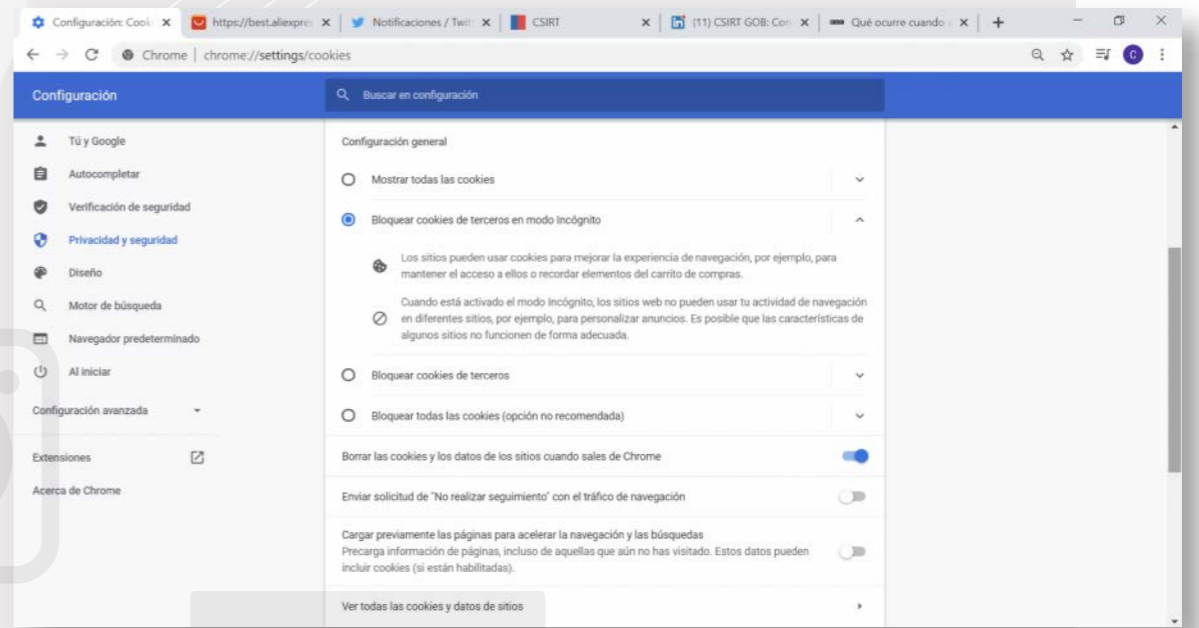 Configuración: Cook
https://best.aliexpres
Notificaciones / Twitt
CSIRT
(11) CSIRT GOB: Con
Qué ocurre cuando
Chrome | chrome://settings/cookies
C
Configuración
Buscar en configuración
Tú y Google
Autocompletar
Verificación de seguridad
Privacidad y seguridad
Diseño
Motor de búsqueda
Navegador predeterminado
Al iniciar
Configuración avanzada
Extensiones
Acerca de Chrome
Configuración general
Mostrar todas las cookies
Bloquear cookies de terceros en modo Incógnito
Los sitios pueden usar cookies para mejorar la experiencia de navegación, por ejemplo, para
mantener el acceso a ellos o recordar elementos del carrito de compras.
Cuando está activado el modo Incógnito, los sitios web no pueden usar tu actividad de navegación
en diferentes sitios, por ejemplo, para personalizar anuncios. Es posible que las características de
algunos sitios no funcionen de forma adecuada.
Bloquear cookies de terceros
Bloquear todas las cookies (opción no recomendada)
Borrar las cookies y los datos de los sitios cuando sales de Chrome
Enviar solicitud de "No realizar seguimiento" con el tráfico de navegación
Cargar previamente las páginas para acelerar la navegación y las búsquedas
Precarga información de páginas, incluso de aquellas que aún no has visitado. Estos datos pueden
incluir cookies (si están habilitadas).
Ver todas las cookies y datos de sitios